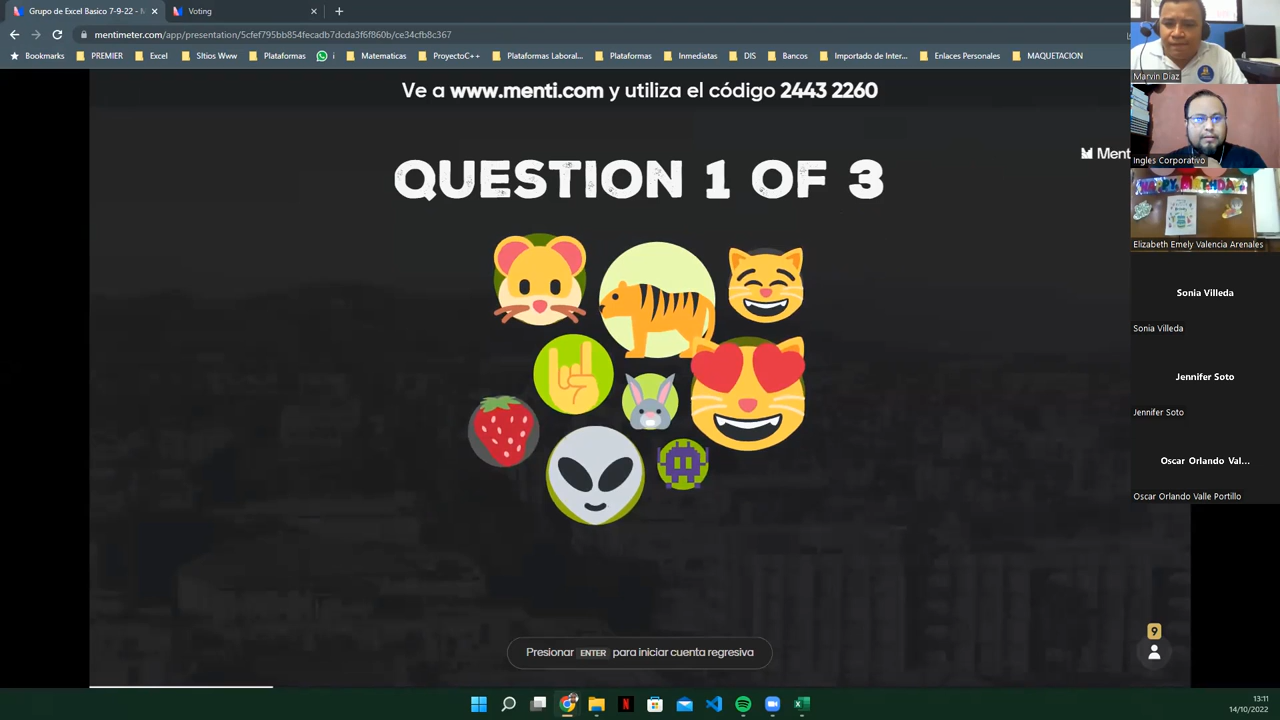 Grupo de Excel Basico 7-9-22 -
Voting
mentimeter.com/app/presentation/5cfef795bb854fecadb7dcda3f6f860b/ce34cfb8c367
Bookmarks
PREMIER
Excel
Sitios Www
Plataformas
i
Matematicas
ProyectoC++
Plataformas Laboral...
Plataformas
Inmediatas
DIS
Bancos
Importado de Inter...
Enlaces Personales
MAQUETACION
Ve a www.menti.com y utiliza el código 2443 2260
Ment
QUESTION 1 OF 3
Presionar ENTER para iniciar cuenta regresiva
9
Marvin Díaz
Ingles Corporativo
HAPPY BIRTHDAY
Elizabeth Emely Valencia Arenales
Sonia Villeda
Sonia Villeda
Jennifer Soto
Jennifer Soto
Oscar Orlando Val...
Oscar Orlando Valle Portillo
N
13:11
14/10/2022